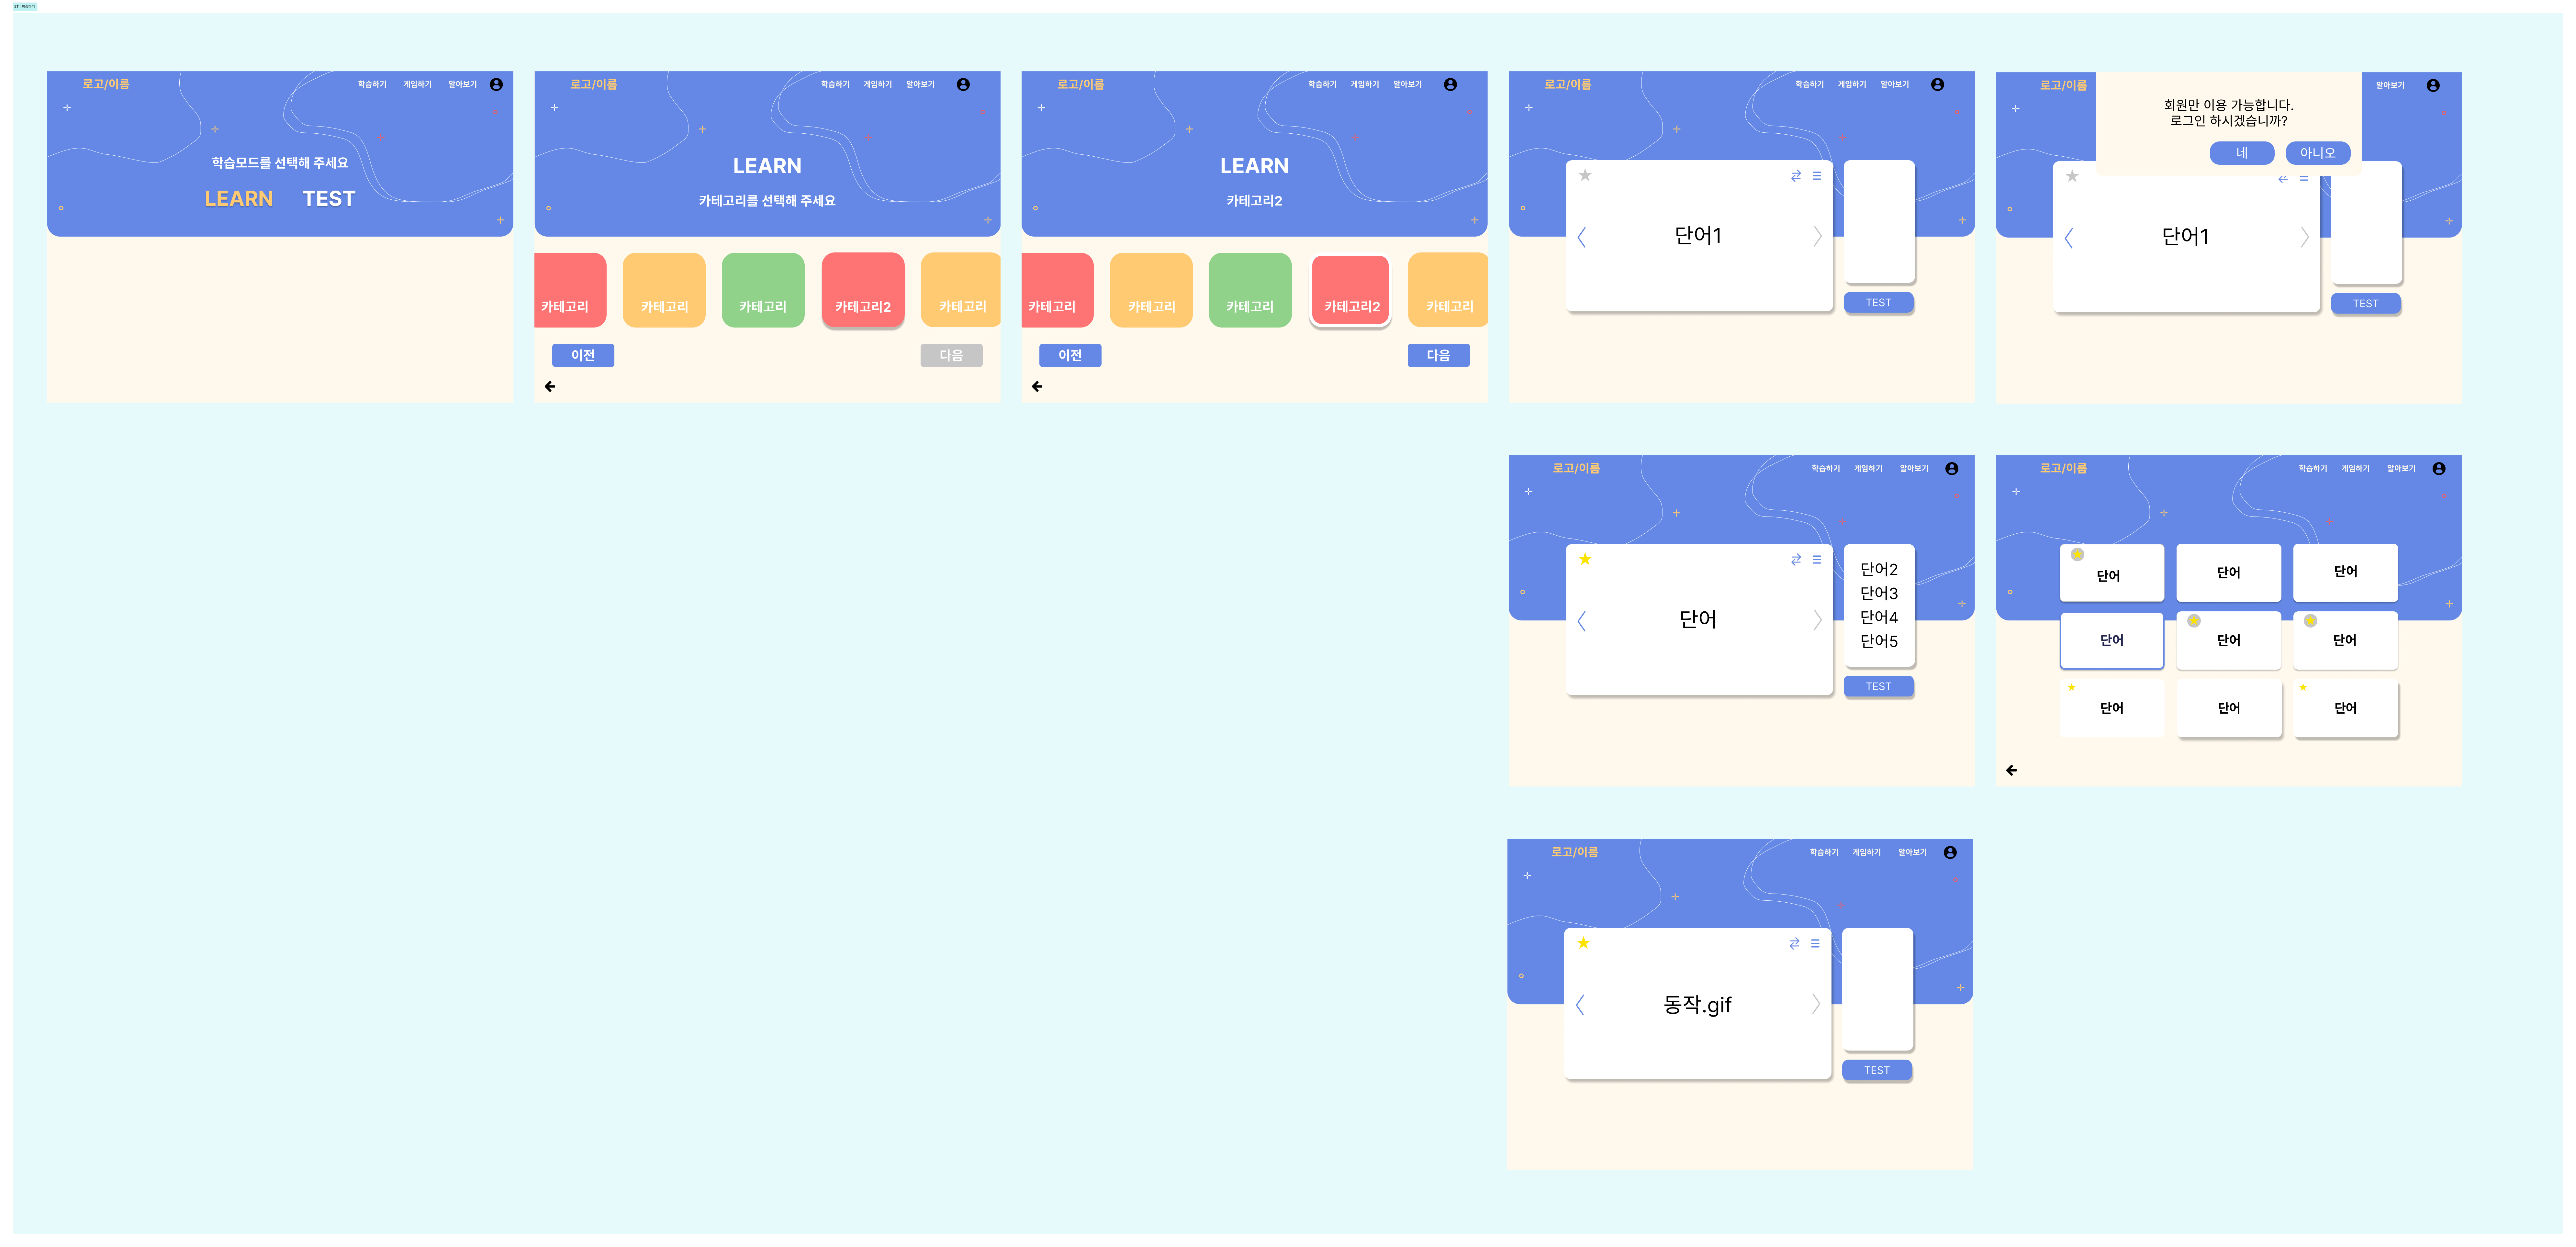 S7 : 학습하기
로고/이름 학습하기 게임하기 알아보기
학습모드를 선택해 주세요
LEARN TEST
로고/이름 학습하기 게임하기 알아보기
LEARN
카테고리를 선택해 주세요
카테고리 카테고리 카테고리 카테고리2 카테고리
이전 다음
로고/이름 학습하기 게임하기 알아보기
LEARN
카테고리2
카테고리 카테고리 카테고리 카테고리2 카테고리
이전 다음
로고/이름 학습하기 게임하기 알아보기
단어1
TEST
로고/이름 알아보기
회원만 이용 가능합니다.
로그인 하시겠습니까?
네 아니오
단어1
TEST
로고/이름 학습하기 게임하기 알아보기
단어
단어2
단어3
단어4
단어5
TEST
로고/이름 학습하기 게임하기 알아보기
단어 단어 단어
단어 단어 단어
단어 단어 단어
로고/이름 학습하기 게임하기 알아보기
동작.gif
TEST